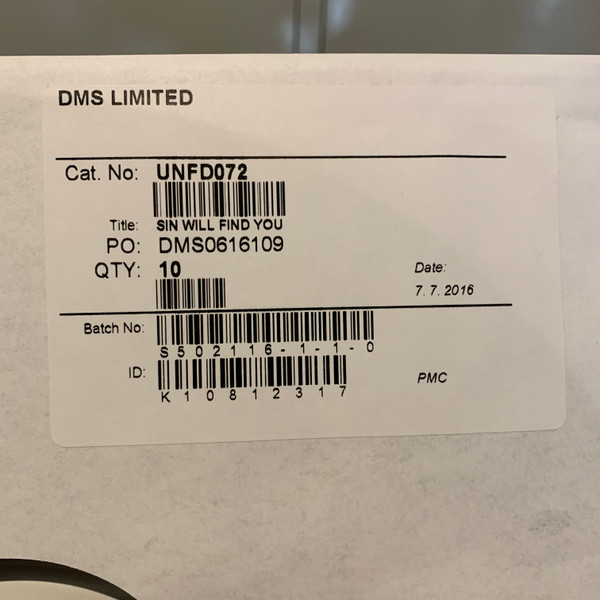 DMS LIMITED
Cat. No: UNFD072
Title: SIN WILL FIND YOU
PO: DMS0616109
QTY: 10
Date:
7. 7. 2016
Batch No:
S502116-1-1-0
ID:
K10812317
PMC